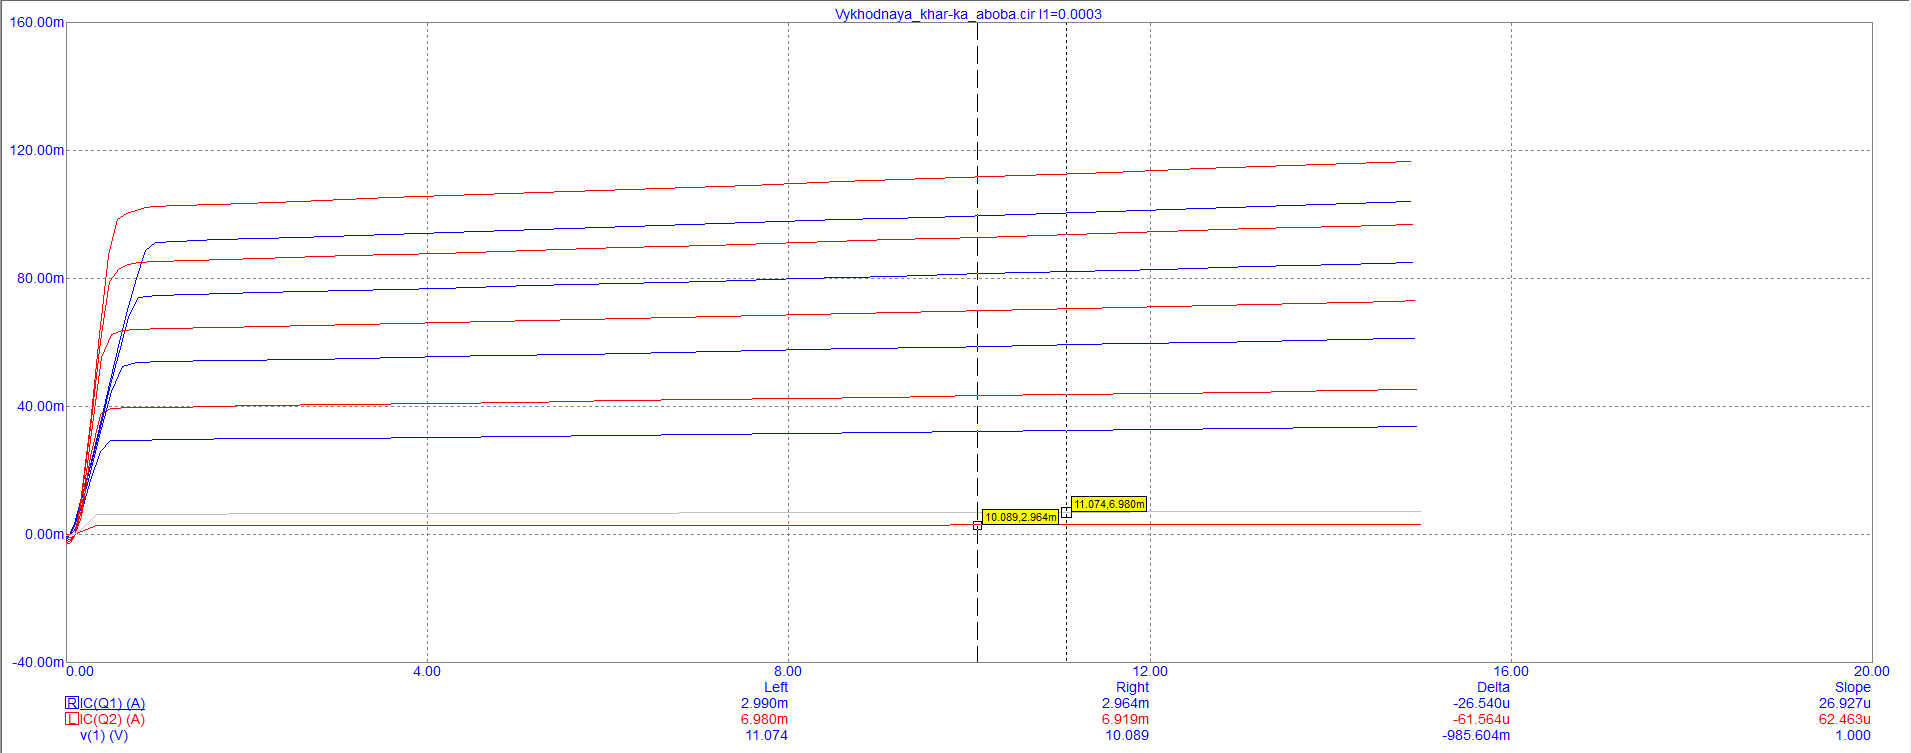 Vykhodnaya_khar-ka_aboba.cir I1=0.0003
160.00m
120.00m
80.00m
40.00m
0.00m
-40.00m
11.074,6.980m
10.089,2.964m
0.00 4.00 8.00 12.00 16.00 20.00
Left Right Delta Slope
R IC(Q1) (A) 2.990m 2.964m -26.540u 26.927u
L IC(Q2) (A) 6.980m 6.919m -61.564u 62.463u
v(1) (V) 11.074 10.089 -985.604m 1.000